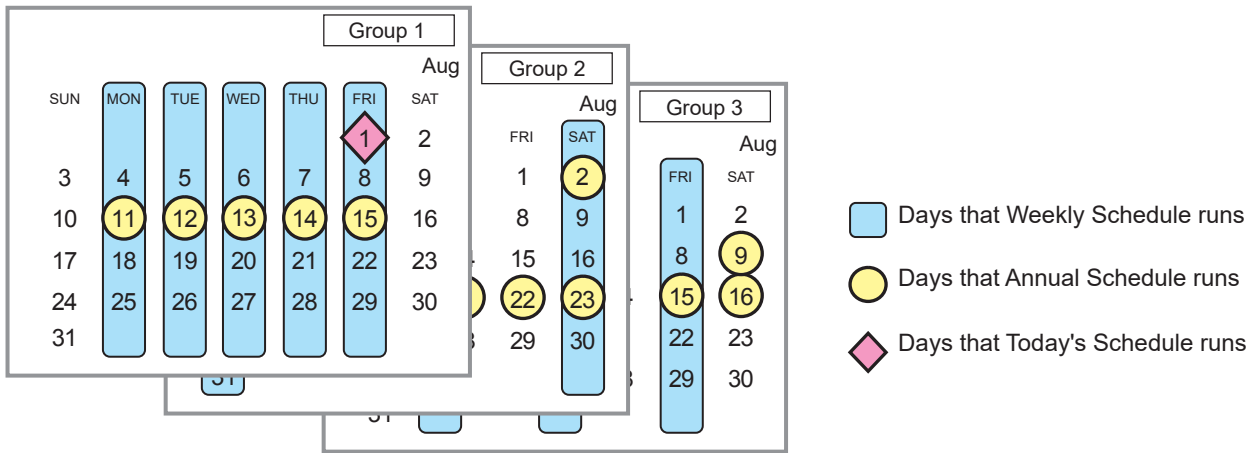 Group 1
Aug
SUN MON TUE WED THU FRI SAT
1 2
3 4 5 6 7 8 9
10 11 12 13 14 15 16
17 18 19 20 21 22 23
24 25 26 27 28 29 30
31
Group 2
Aug
FRI SAT
1 2
8 9
15 16
22 23
29 30
31
Group 3
Aug
FRI SAT
1 2
8 9
15 16
22 23
29 30
31
Days that Weekly Schedule runs
Days that Annual Schedule runs
Days that Today's Schedule runs